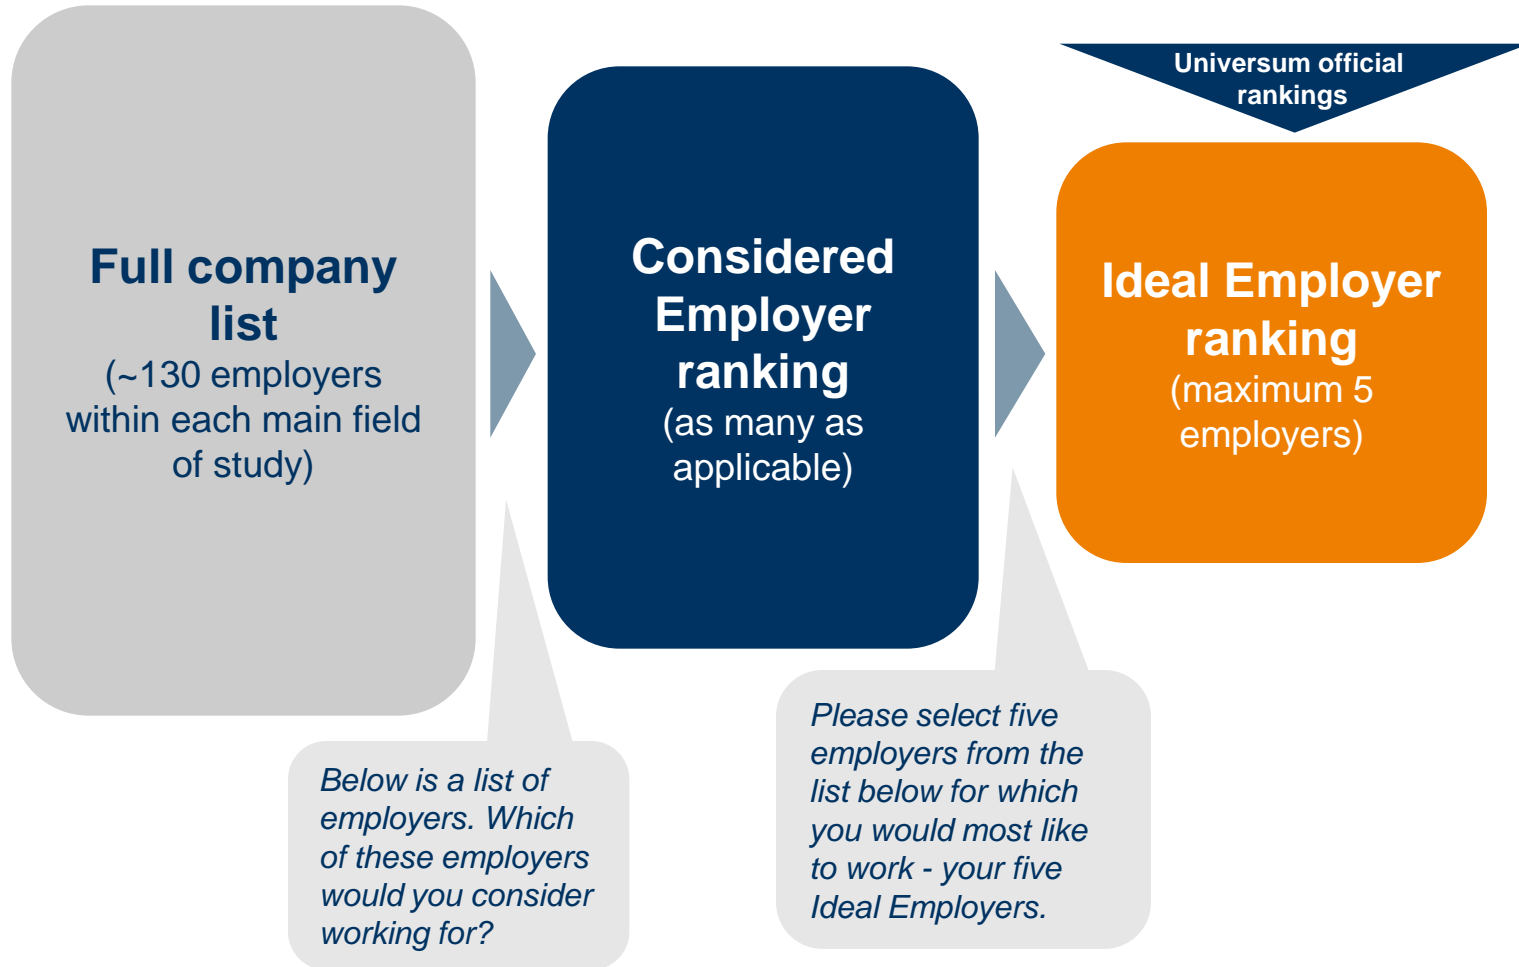 Full company
list
(~130 employers
within each main field
of study)
Considered
Employer
ranking
(as many as
applicable)
Universum official
rankings
Ideal Employer
ranking
(maximum 5
employers)
Below is a list of
employers. Which
of these employers
would you consider
working for?
Please select five
employers from the
list below for which
you would most like
to work - your five
Ideal Employers.